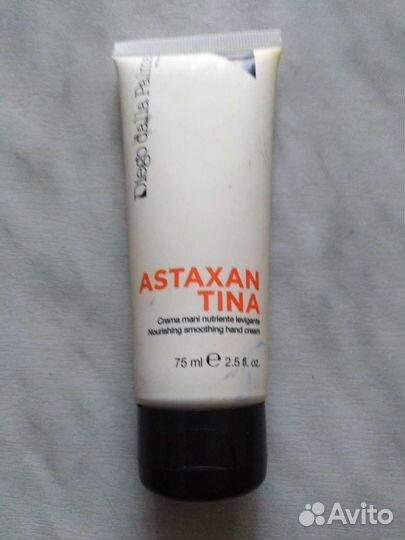 Diego dalla Palma
ASTAXAN
TINA
Crema mani nutriente levigante
Nourishing smoothing hand cream
75 ml e 2.5 fl. oz.
Avito